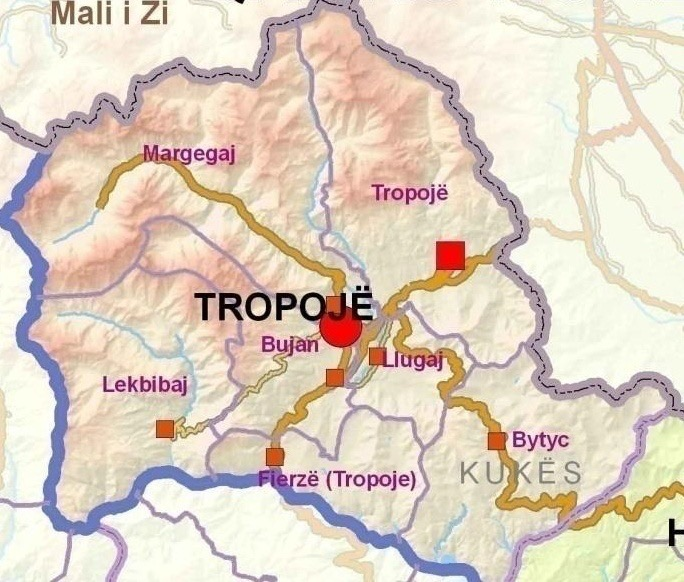 Mali i Zi
Margegaj
Tropojë
TROPOJË
Bujan
Llugaj
Lekbibaj
Bytyc
KUKËS
Fierzë (Tropoje)
H